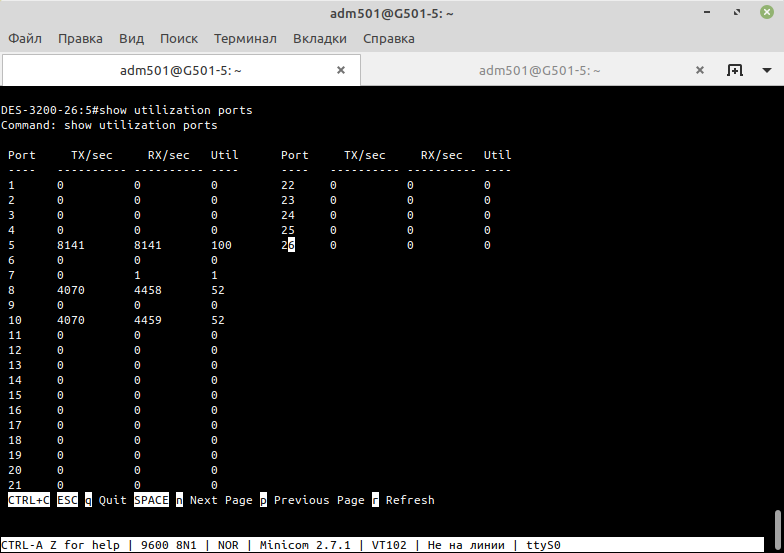 adm501@G501-5: ~
Файл Правка Вид Поиск Терминал Вкладки Справка
adm501@G501-5: ~ adm501@G501-5: ~
DES-3200-26:5#show utilization ports
Command: show utilization ports
Port TX/sec RX/sec Util Port TX/sec RX/sec Util
---- ---------- ---------- ---- ---- ---------- ---------- ----
1 0 0 0 22 0 0 0
2 0 0 0 23 0 0 0
3 0 0 0 24 0 0 0
4 0 0 0 25 0 0 0
5 8141 8141 100 26 0 0 0
6 0 0 0
7 0 1 1
8 4070 4458 52
9 0 0 0
10 4070 4459 52
11 0 0 0
12 0 0 0
13 0 0 0
14 0 0 0
15 0 0 0
16 0 0 0
17 0 0 0
18 0 0 0
19 0 0 0
20 0 0 0
21 0 0 0
CTRL+C ESC q Quit SPACE n Next Page p Previous Page r Refresh
CTRL-A Z for help | 9600 8N1 | NOR | Minicom 2.7.1 | VT102 | Не на линии | ttyS0